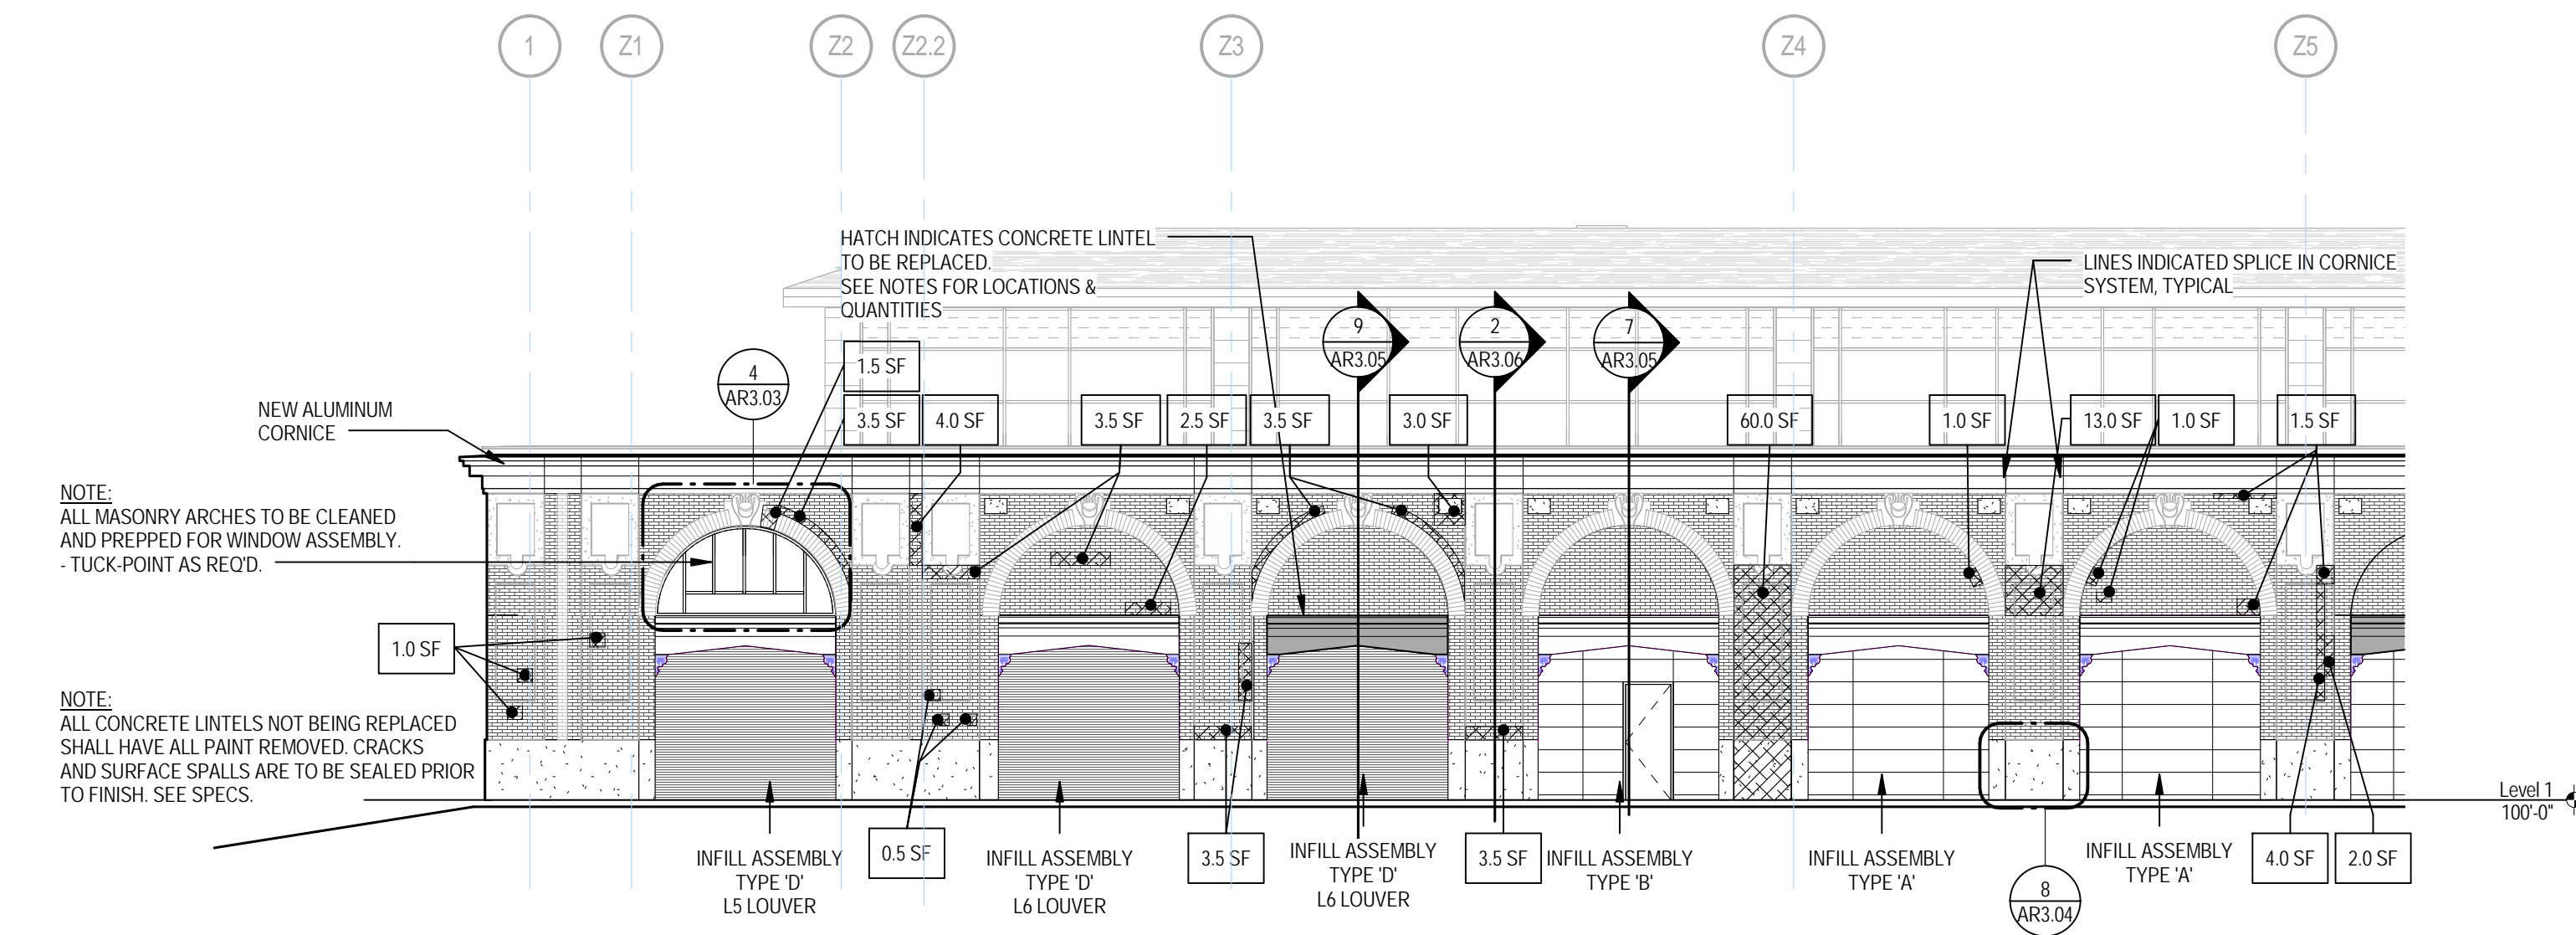 1
Z1
Z2
Z2.2
Z3
Z4
Z5
HATCH INDICATES CONCRETE LINTEL
TO BE REPLACED.
SEE NOTES FOR LOCATIONS &
QUANTITIES
LINES INDICATED SPLICE IN CORNICE
SYSTEM, TYPICAL
9
AR3.05
2
AR3.06
7
AR3.05
4
AR3.03
1.5 SF
NEW ALUMINUM
CORNICE
3.5 SF
4.0 SF
3.5 SF
2.5 SF
3.5 SF
3.0 SF
60.0 SF
1.0 SF
13.0 SF
1.0 SF
1.5 SF
NOTE:
ALL MASONRY ARCHES TO BE CLEANED
AND PREPPED FOR WINDOW ASSEMBLY.
- TUCK-POINT AS REQ'D.
1.0 SF
NOTE:
ALL CONCRETE LINTELS NOT BEING REPLACED
SHALL HAVE ALL PAINT REMOVED. CRACKS
AND SURFACE SPALLS ARE TO BE SEALED PRIOR
TO FINISH. SEE SPECS.
Level 1
100'-0"
INFILL ASSEMBLY
TYPE 'D'
L5 LOUVER
0.5 SF
INFILL ASSEMBLY
TYPE 'D'
L6 LOUVER
3.5 SF
INFILL ASSEMBLY
TYPE 'D'
L6 LOUVER
3.5 SF
INFILL ASSEMBLY
TYPE 'B'
INFILL ASSEMBLY
TYPE 'A'
INFILL ASSEMBLY
TYPE 'A'
4.0 SF
2.0 SF
8
AR3.04